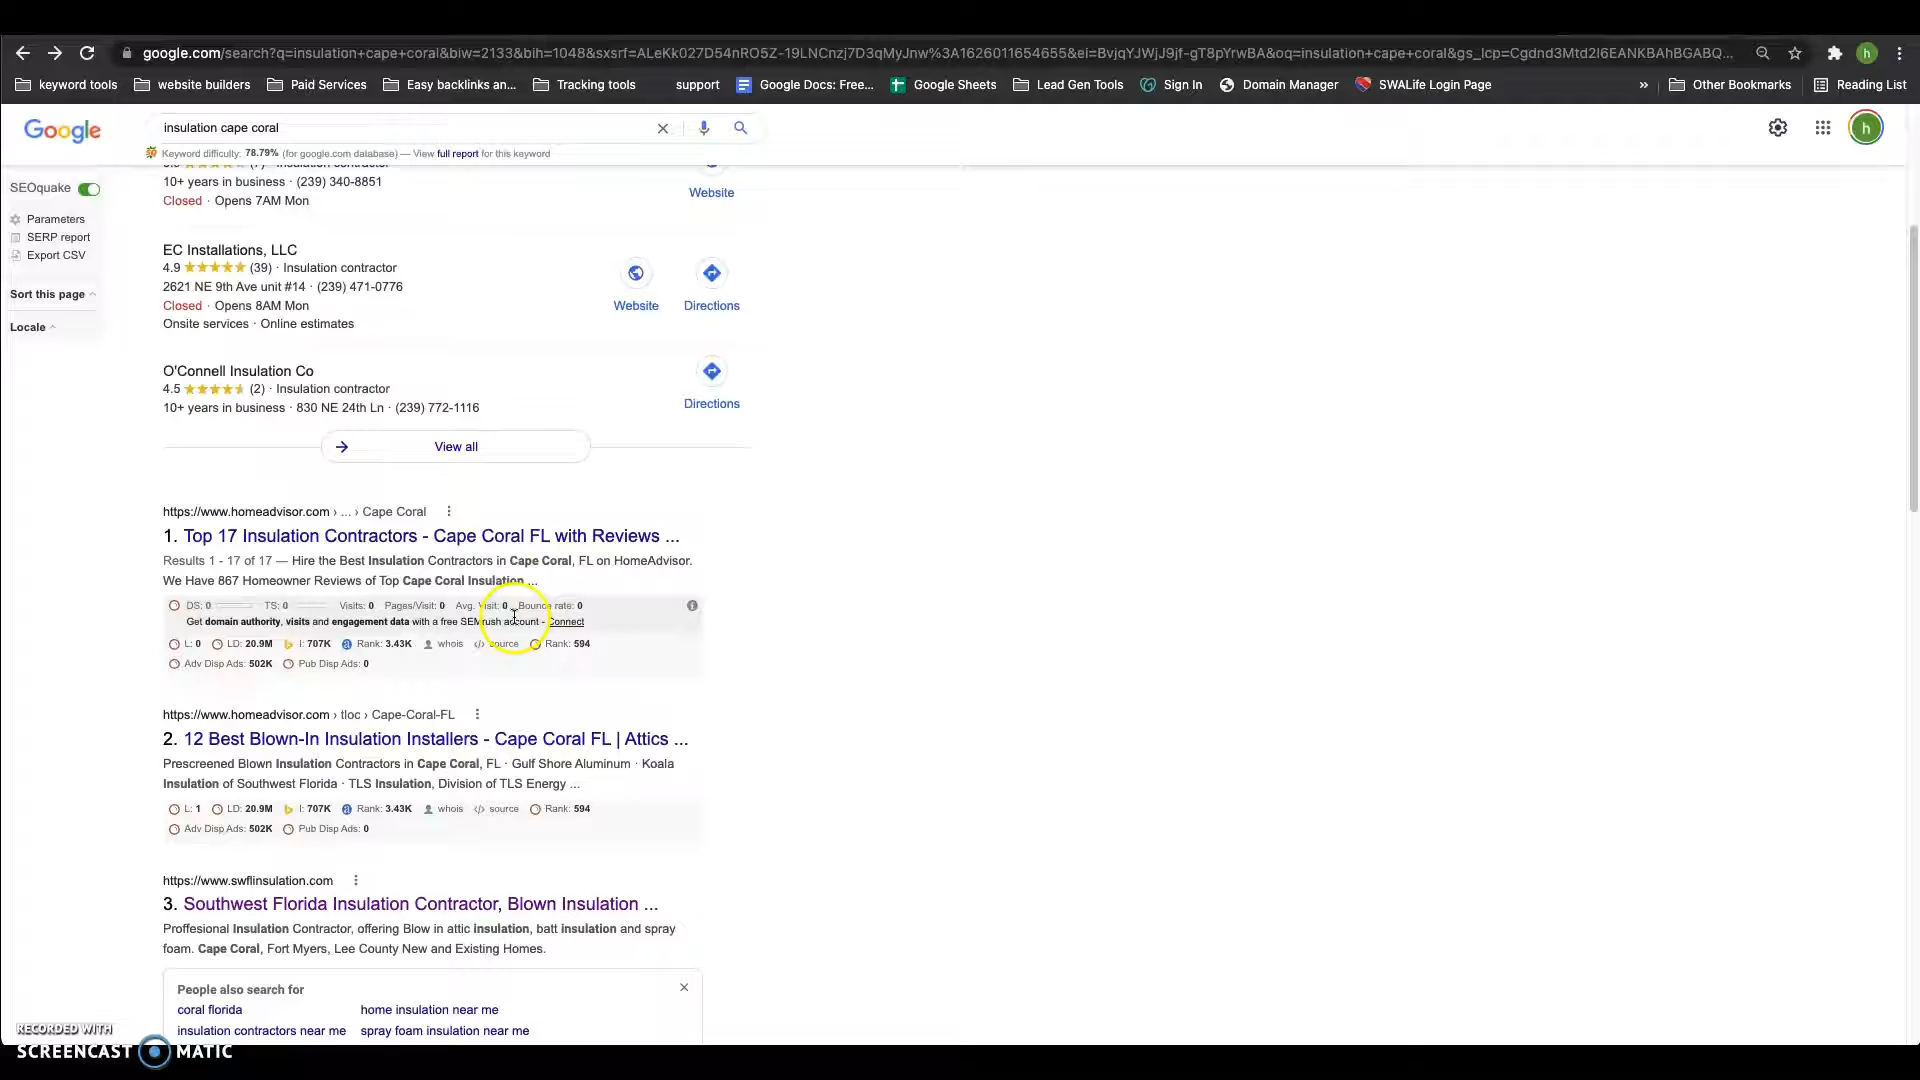 google.com/search?q=insulation+cape+coral&biw=2133&bih=1048&sxsrf=ALeKk027D54nRO5Z-19LNCnzj7D3qMyJnw%3A1626011654655&ei=BvjqYJWjJ9jf-gT8pYrwBA&oq=insulation+cape+coral&gs_lcp=Cgdnd3Mtd2l6EANKBAhBGABQ...
keyword tools website builders Paid Services Easy backlinks an... Tracking tools support Google Docs: Free... Google Sheets Lead Gen Tools Sign In Domain Manager SWALife Login Page » Other Bookmarks Reading List
Google insulation cape coral h
Keyword difficulty: 78.79% (for google.com database) — View full report for this keyword
SEOquake
Parameters
SERP report
Export CSV
Sort this page
Locale
10+ years in business · (239) 340-8851
Website
Closed · Opens 7AM Mon
EC Installations, LLC
4.9 (39) · Insulation contractor
2621 NE 9th Ave unit #14 · (239) 471-0776
Closed · Opens 8AM Mon
Website Directions
Onsite services · Online estimates
O'Connell Insulation Co
4.5 (2) · Insulation contractor
10+ years in business · 830 NE 24th Ln · (239) 772-1116
Directions
View all
https://www.homeadvisor.com › ... › Cape Coral
1. Top 17 Insulation Contractors - Cape Coral FL with Reviews ...
Results 1 - 17 of 17 — Hire the Best Insulation Contractors in Cape Coral, FL on HomeAdvisor.
We Have 867 Homeowner Reviews of Top Cape Coral Insulation ...
DS: 0 TS: 0 Visits: 0 Pages/Visit: 0 Avg. Visit: 0 Bounce rate: 0
Get domain authority, visits and engagement data with a free SEMrush account - Connect
L: 0 LD: 20.9M I: 707K Rank: 3.43K whois source Rank: 594
Adv Disp Ads: 502K Pub Disp Ads: 0
https://www.homeadvisor.com › tloc › Cape-Coral-FL
2. 12 Best Blown-In Insulation Installers - Cape Coral FL | Attics ...
Prescreened Blown Insulation Contractors in Cape Coral, FL · Gulf Shore Aluminum · Koala
Insulation of Southwest Florida · TLS Insulation, Division of TLS Energy ...
L: 1 LD: 20.9M I: 707K Rank: 3.43K whois source Rank: 594
Adv Disp Ads: 502K Pub Disp Ads: 0
https://www.swflinsulation.com
3. Southwest Florida Insulation Contractor, Blown Insulation ...
Proffesional Insulation Contractor, offering Blow in attic insulation, batt insulation and spray
foam. Cape Coral, Fort Myers, Lee County New and Existing Homes.
People also search for
coral florida home insulation near me
insulation contractors near me spray foam insulation near me
RECORDED WITH
SCREENCAST MATIC